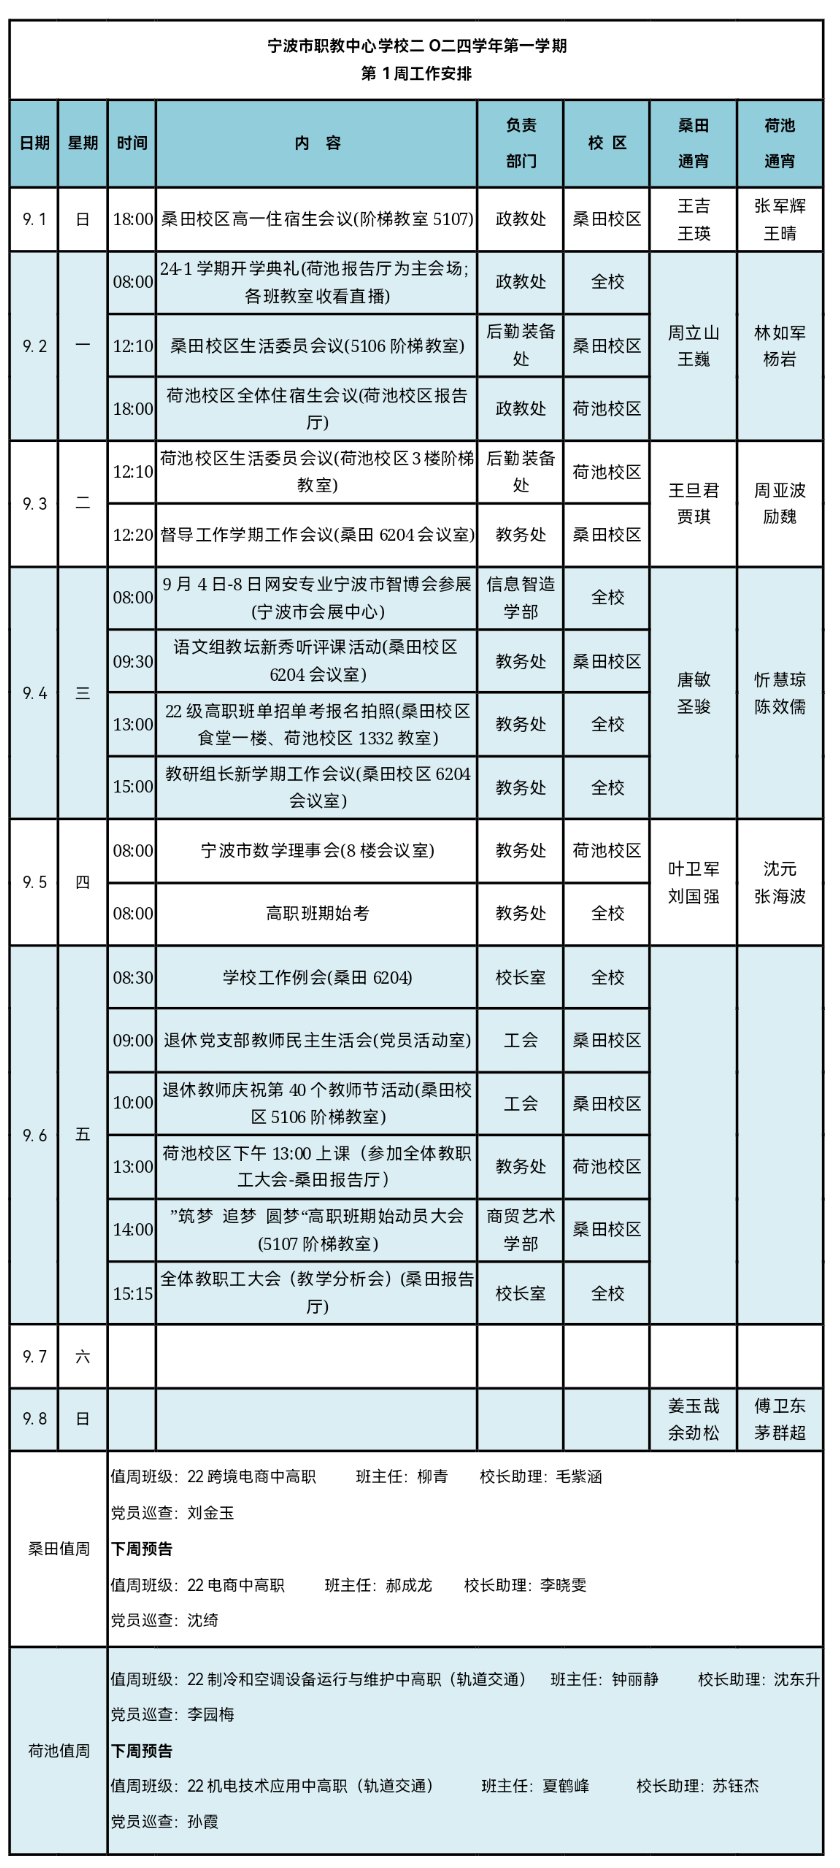 宁波市职教中心学校二 O二四学年第一学期
第 1 周工作安排
日期 星期 时间 内 容 负责 部门 校 区 桑田 通宵 荷池 通宵
9.1 日 18:00 桑田校区高一住宿生会议(阶梯教室 5107) 政教处 桑田校区 王吉 王瑛 张军辉 王晴
9.2 一
08:00 24-1 学期开学典礼(荷池报告厅为主会场;
各班教室收看直播) 政教处 全校
12:10 桑田校区生活委员会议(5106 阶梯教室) 后勤装备
处 桑田校区
周立山 王巍 林如军 杨岩
18:00 荷池校区全体住宿生会议(荷池校区报告
厅) 政教处 荷池校区
9.3 二
12:10 荷池校区生活委员会议(荷池校区 3 楼阶梯
教室) 后勤装备
处 荷池校区
王旦君 贾琪 周亚波 励魏
12:20 督导工作学期工作会议(桑田 6204 会议室) 教务处 桑田校区
9.4 三
08:00 9 月 4 日-8 日网安专业宁波市智博会参展
(宁波市会展中心) 信息智造
学部 全校
09:30 语文组教坛新秀听评课活动(桑田校区
6204 会议室) 教务处 桑田校区
唐敏 圣骏 忻慧琼 陈效儒
13:00 22 级高职班单招单考报名拍照(桑田校区
食堂一楼、荷池校区 1332 教室) 教务处 全校
15:00 教研组长新学期工作会议(桑田校区 6204
会议室) 教务处 全校
9.5 四
08:00 宁波市数学理事会(8 楼会议室) 教务处 荷池校区
叶卫军 刘国强 沈元 张海波
08:00 高职班期始考 教务处 全校
9.6 五
08:30 学校工作例会(桑田 6204) 校长室 全校
09:00 退休党支部教师民主生活会(党员活动室) 工会 桑田校区
10:00 退休教师庆祝第 40 个教师节活动(桑田校
区 5106 阶梯教室) 工会 桑田校区
13:00 荷池校区下午 13:00 上课（参加全体教职
工大会-桑田报告厅） 教务处 荷池校区
14:00 ”筑梦 追梦 圆梦“高职班期始动员大会
(5107 阶梯教室) 商贸艺术
学部 桑田校区
15:15 全体教职工大会（教学分析会）(桑田报告
厅) 校长室 全校
9.7 六
9.8 日 姜玉哉 余劲松 傅卫东 茅群超
桑田值周
值周班级：22 跨境电商中高职 班主任：柳青 校长助理：毛紫涵
党员巡查：刘金玉
下周预告
值周班级：22 电商中高职 班主任：郝成龙 校长助理：李晓雯
党员巡查：沈绮
荷池值周
值周班级：22 制冷和空调设备运行与维护中高职（轨道交通） 班主任：钟丽静 校长助理：沈东升
党员巡查：李园梅
下周预告
值周班级：22 机电技术应用中高职（轨道交通） 班主任：夏鹤峰 校长助理：苏钰杰
党员巡查：孙霞